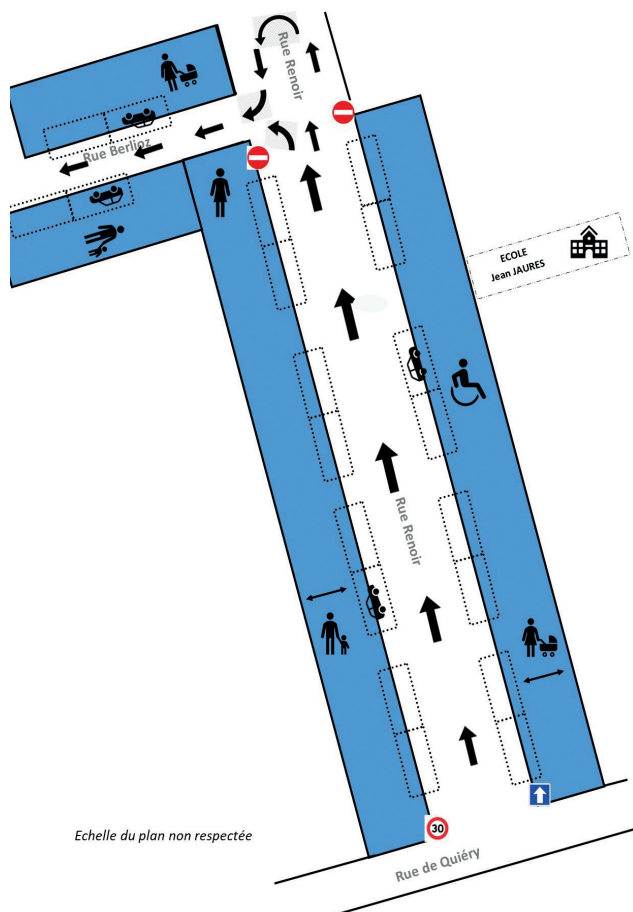 Rue Renoir
Rue Berlioz
ECOLE
Jean JAURES
Rue Renoir
30
Echelle du plan non respectée
Rue de Quiéry